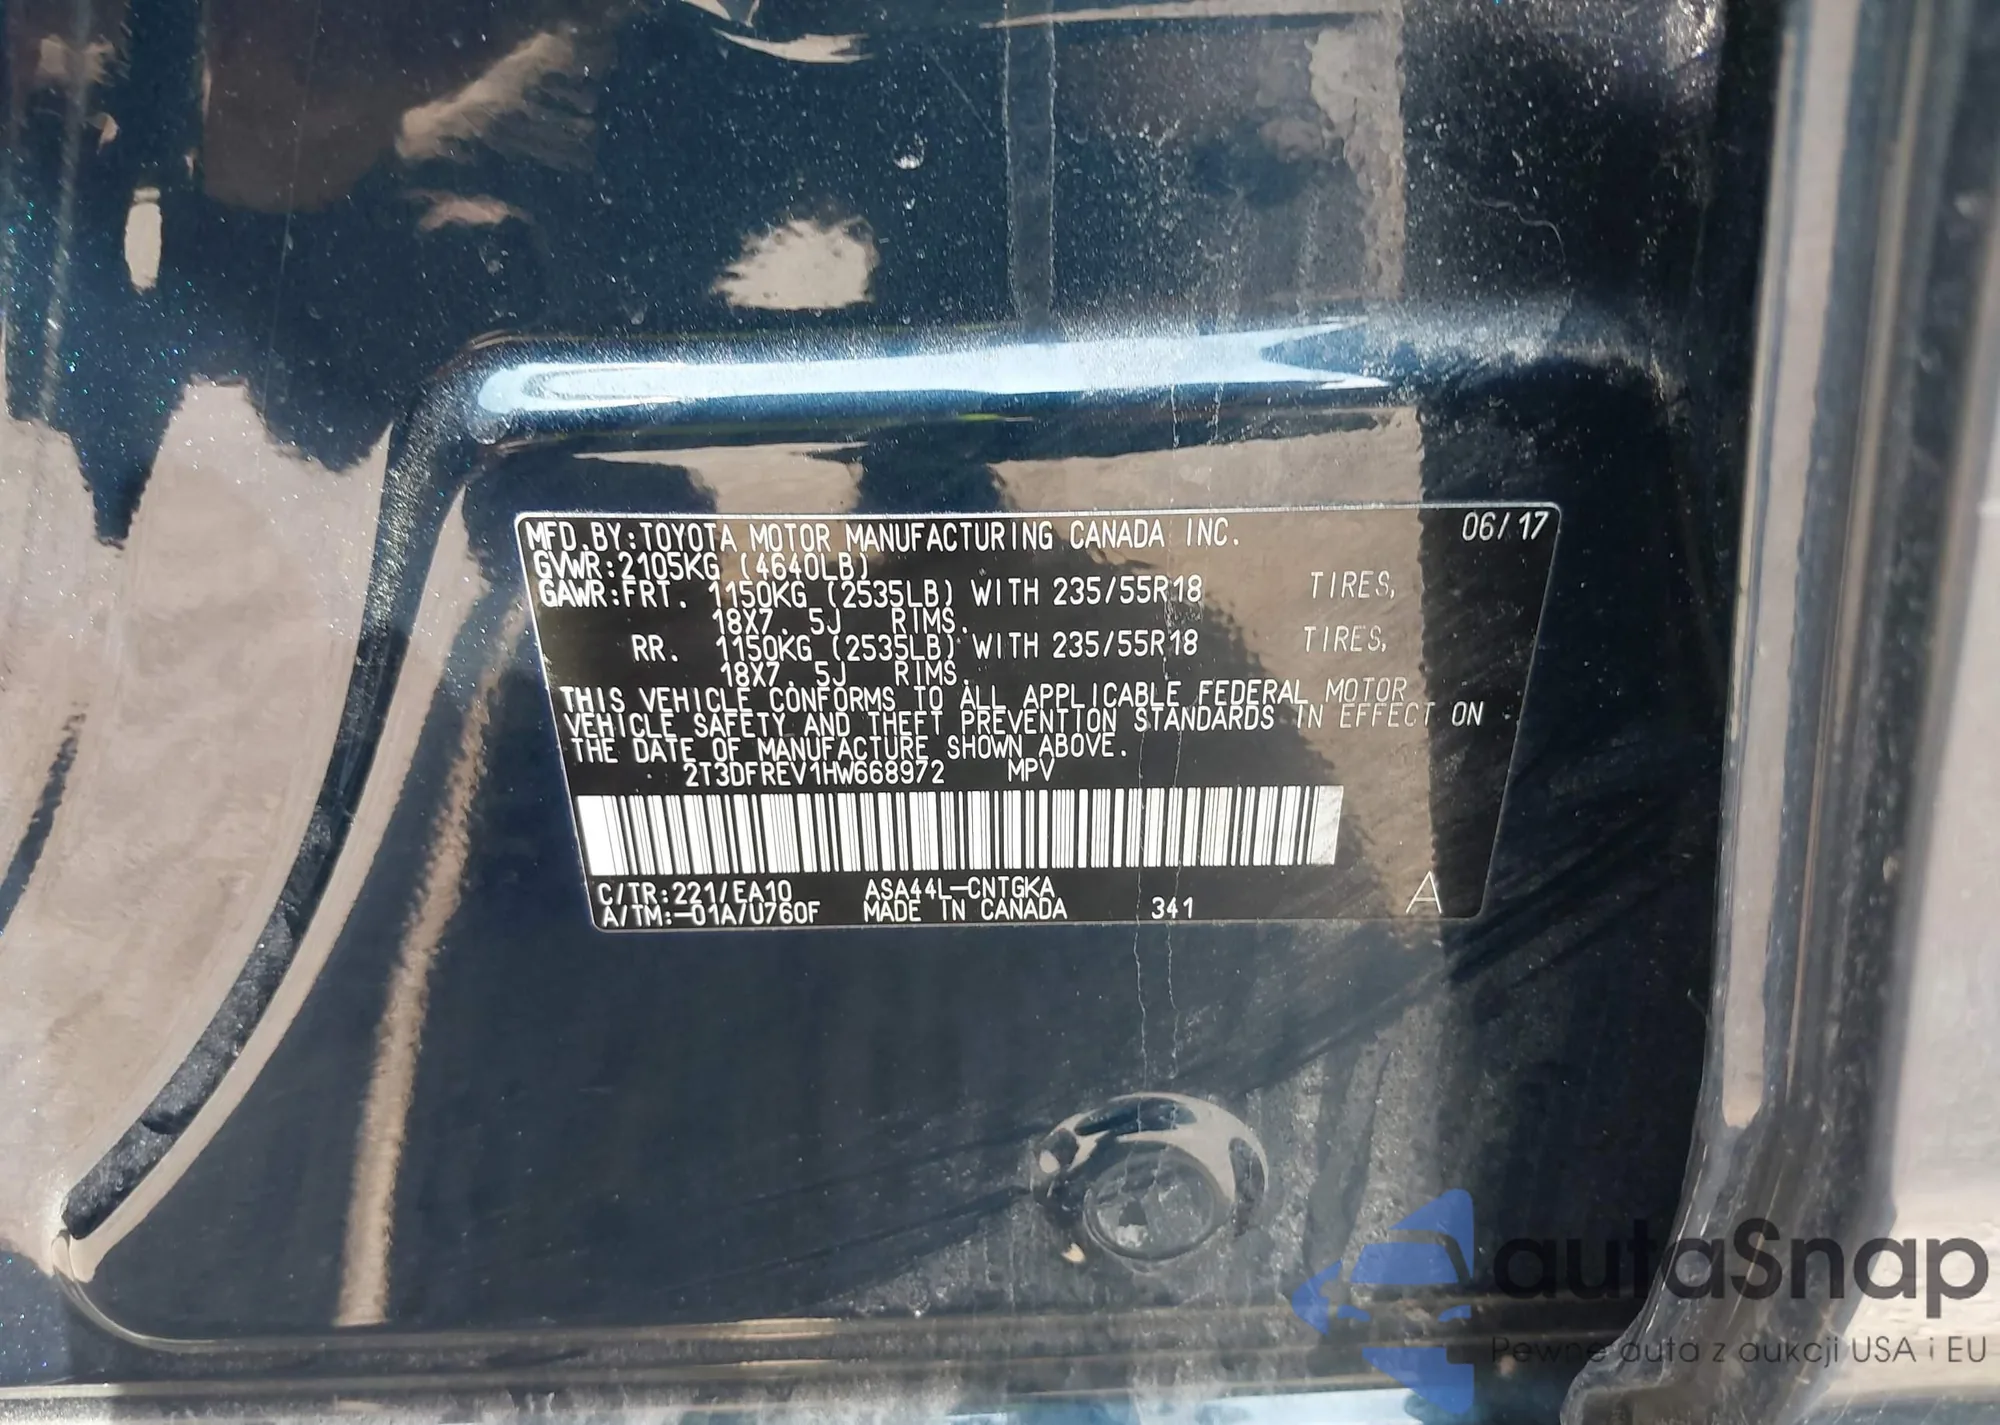 MFD.BY:TOYOTA MOTOR MANUFACTURING CANADA INC. 06/17
GVWR:2105KG (4640LB)
GAWR:FRT. 1150KG (2535LB) WITH 235/55R18 TIRES,
18X7.5J RIMS.
RR. 1150KG (2535LB) WITH 235/55R18 TIRES,
18X7.5J RIMS.
THIS VEHICLE CONFORMS TO ALL APPLICABLE FEDERAL MOTOR
VEHICLE SAFETY AND THEFT PREVENTION STANDARDS IN EFFECT ON
THE DATE OF MANUFACTURE SHOWN ABOVE.
2T3DFREV1HW668972 MPV
C/TR:221/EA10 ASA44L-CNTGKA
A/TM:-01A/U760F MADE IN CANADA 341 A
autaSnap
Pewne auta z aukcji USA i EU